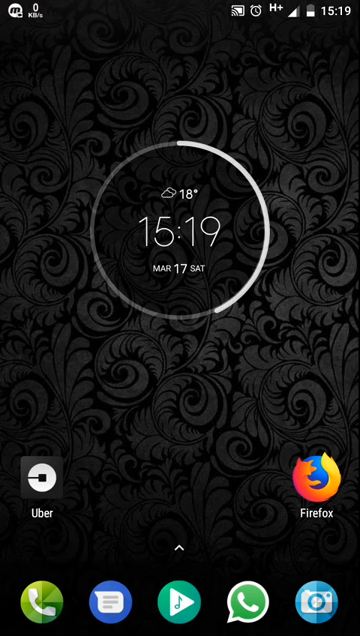 0
KB/s
H+
15:19
18°
15:19
MAR 17 SAT
Uber
Firefox